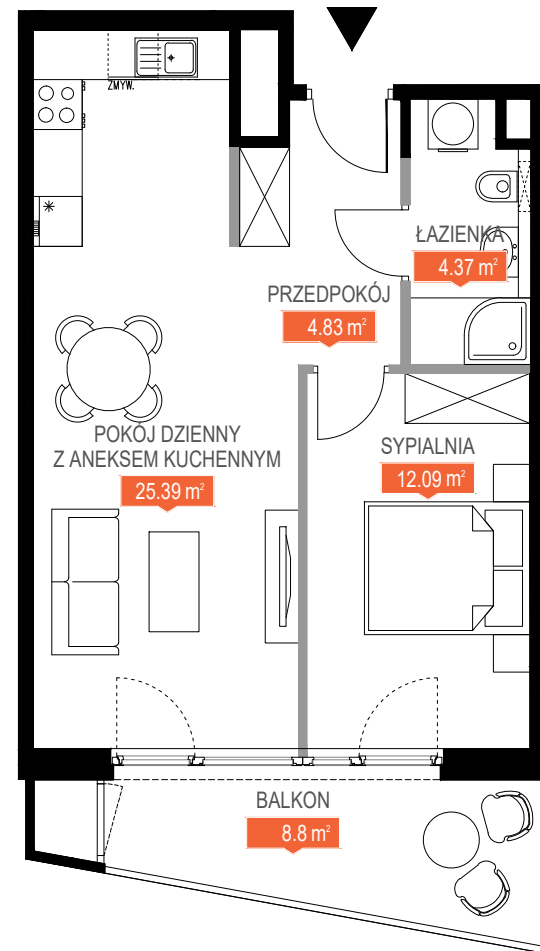 ZMYW.
ŁAZIENKA
4.37 m²
PRZEDPOKÓJ
4.83 m²
POKÓJ DZIENNY
Z ANEKSEM KUCHENNYM
25.39 m²
SYPIALNIA
12.09 m²
BALKON
8.8 m²